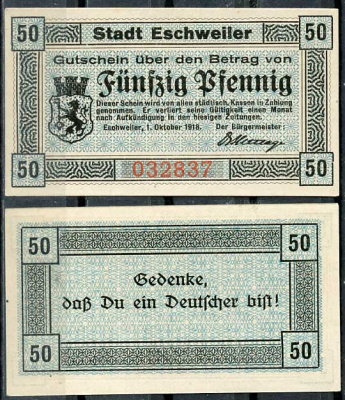 50 Stadt Eschweiler 50
Gutschein über den Betrag von
Fünfzig Pfennig
Dieser Schein wird von allen städtisch. Kassen in Zahlung
genommen. Er verliert seine Gültigkeit einen Monat
nach Aufkündigung in den hiesigen Zeitungen.
Eschweiler, 1. Oktober 1918. Der Bürgermeister:
50 032837 50
50 50
Gedenke,
daß Du ein Deutscher bist!
50 50